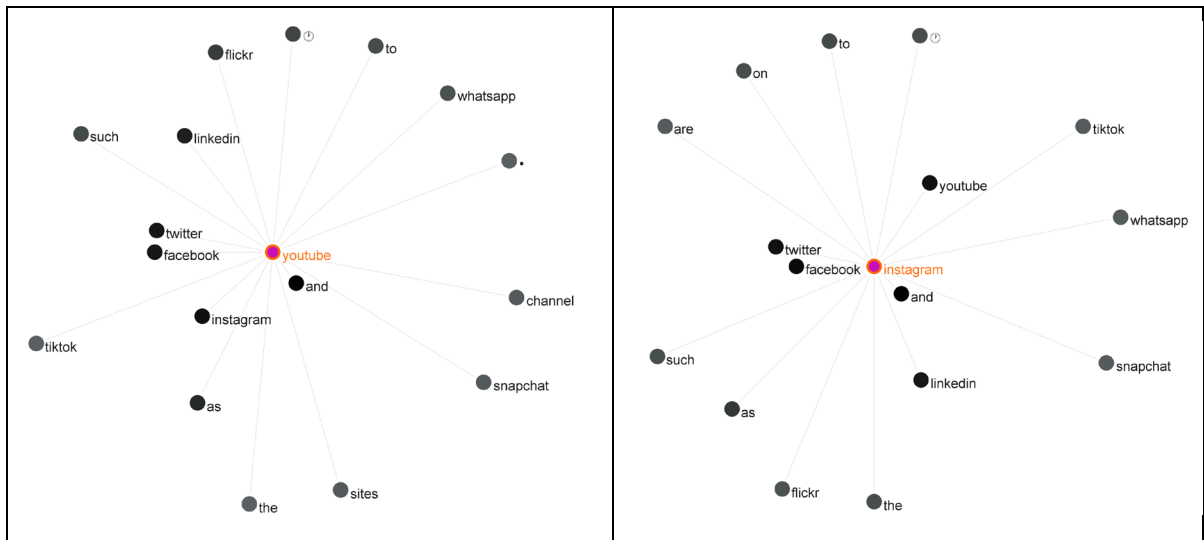 🕐
flickr
to
whatsapp
such
linkedin
.
twitter
facebook
youtube
and
channel
instagram
tiktok
snapchat
as
sites
the
🕐
to
on
are
tiktok
youtube
whatsapp
twitter
facebook
instagram
and
such
snapchat
linkedin
as
flickr
the